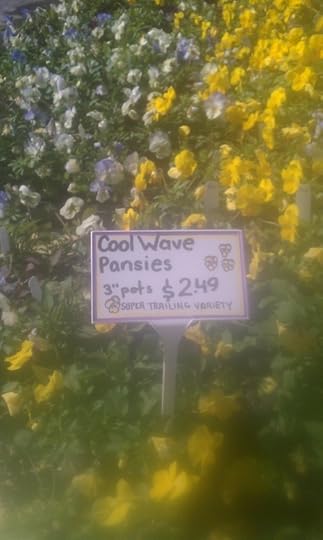 Cool Wave
Pansies
3" pots $2.49
SUPER TRAILING VARIETY